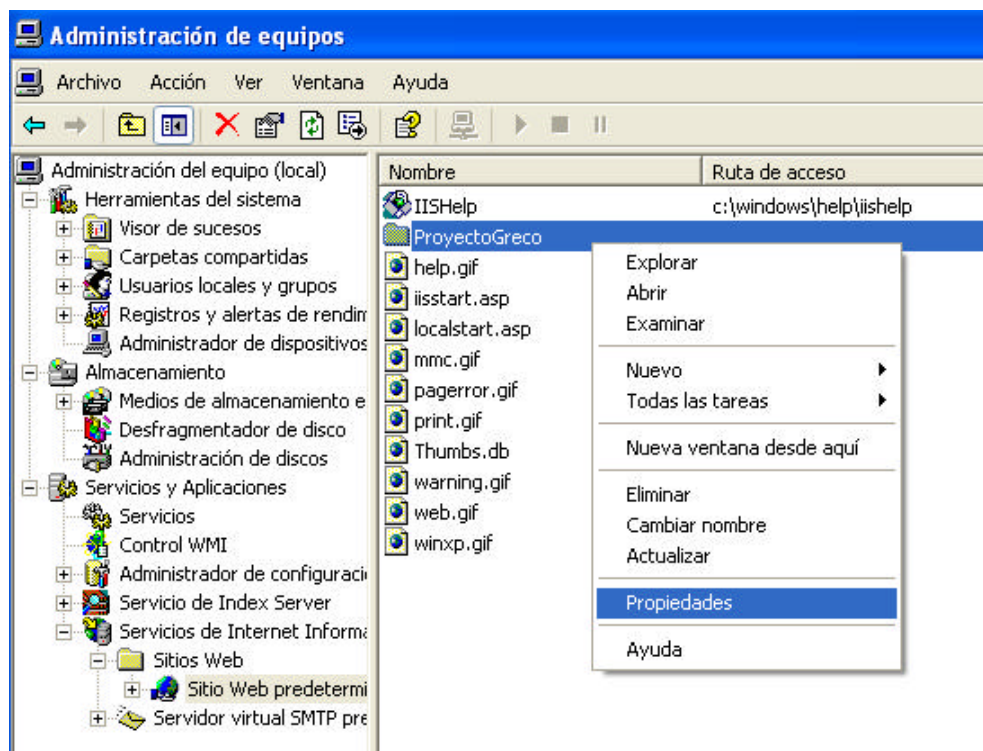 Administración de equipos
Archivo Acción Ver Ventana Ayuda
Administración del equipo (local)
Herramientas del sistema
Visor de sucesos
Carpetas compartidas
Usuarios locales y grupos
Registros y alertas de rendim
Administrador de dispositivos
Almacenamiento
Medios de almacenamiento e
Desfragmentador de disco
Administración de discos
Servicios y Aplicaciones
Servicios
Control WMI
Administrador de configuraci
Servicio de Index Server
Servicios de Internet Informa
Sitios Web
Sitio Web predetermi
Servidor virtual SMTP pre
Nombre Ruta de acceso
IISHelp c:\windows\help\iishelp
ProyectoGreco
help.gif
iisstart.asp
localstart.asp
mmc.gif
pagerror.gif
print.gif
Thumbs.db
warning.gif
web.gif
winxp.gif
Explorar
Abrir
Examinar
Nuevo
Todas las tareas
Nueva ventana desde aquí
Eliminar
Cambiar nombre
Actualizar
Propiedades
Ayuda